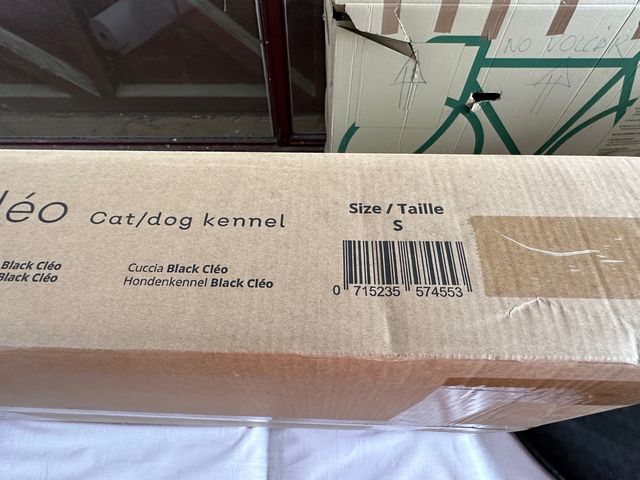 NO VOLCAR
léo Cat/dog kennel
Size / Taille
S
Black Cléo
Black Cléo
Cuccia Black Cléo
Hondenkennel Black Cléo
0 715235 574553